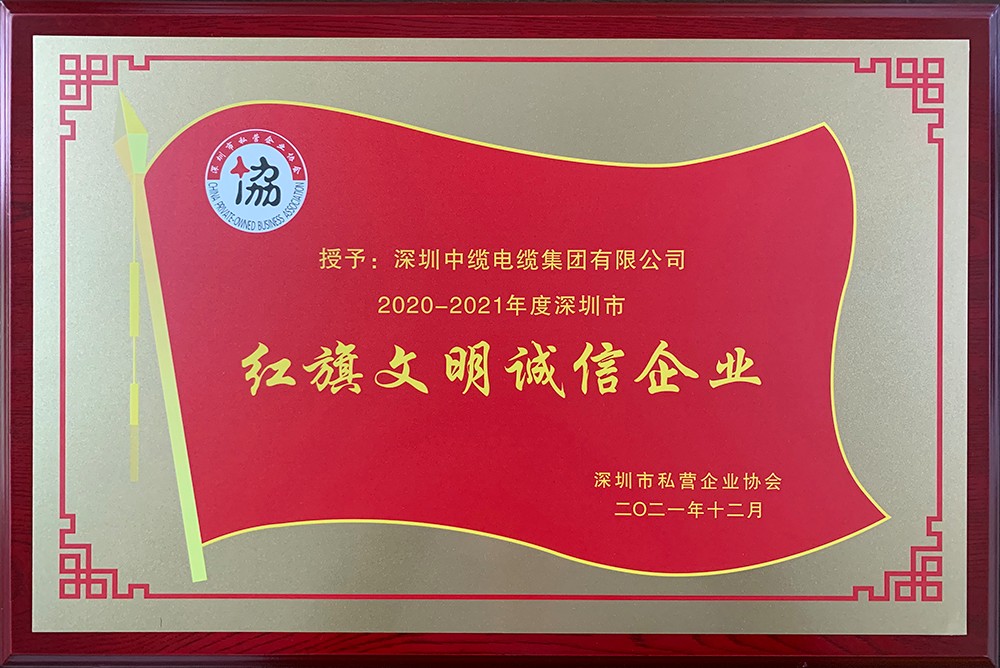 深圳市私营企业协会
協
CHINA PRIVATE-OWNED BUSINESS ASSOCIATION
授予：深圳中缆电缆集团有限公司
2020-2021年度深圳市
红旗文明诚信企业
深圳市私营企业协会
二〇二一年十二月